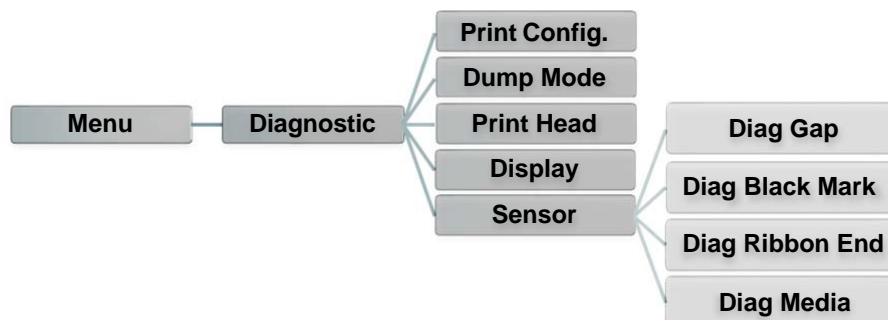 Print Config.
Dump Mode
Menu
Diagnostic
Print Head
Display
Sensor
Diag Gap
Diag Black Mark
Diag Ribbon End
Diag Media